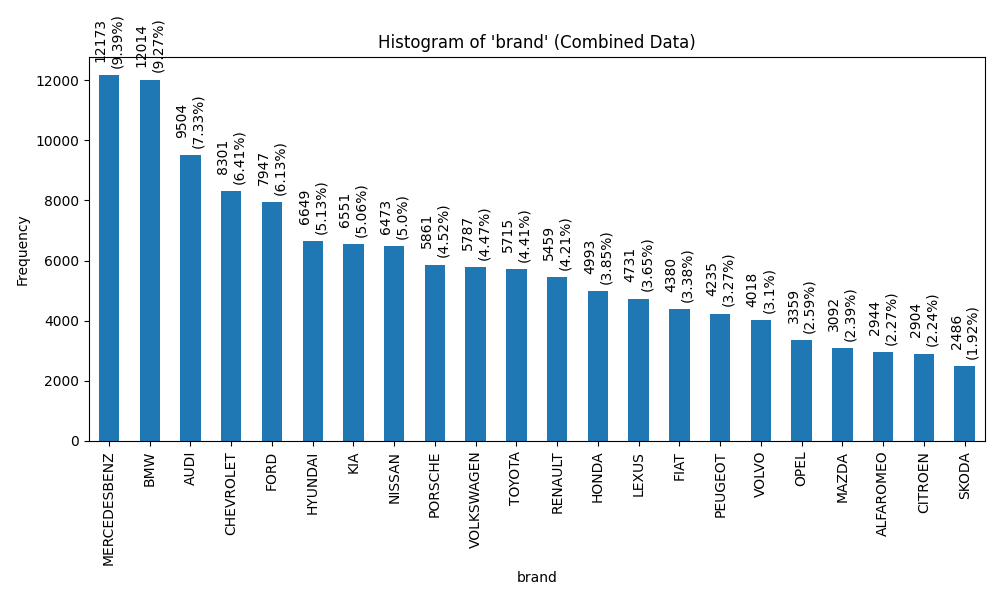 Histogram of 'brand' (Combined Data)
Frequency
12000
10000
8000
6000
4000
2000
0
12173
(9.39%)
12014
(9.27%)
9504
(7.33%)
8301
(6.41%)
7947
(6.13%)
6649
(5.13%)
6551
(5.06%)
6473
(5.0%)
5861
(4.52%)
5787
(4.47%)
5715
(4.41%)
5459
(4.21%)
4993
(3.85%)
4731
(3.65%)
4380
(3.38%)
4235
(3.27%)
4018
(3.1%)
3359
(2.59%)
3092
(2.39%)
2944
(2.27%)
2904
(2.24%)
2486
(1.92%)
MERCEDESBENZ
BMW
AUDI
CHEVROLET
FORD
HYUNDAI
KIA
NISSAN
PORSCHE
VOLKSWAGEN
TOYOTA
RENAULT
HONDA
LEXUS
FIAT
PEUGEOT
VOLVO
OPEL
MAZDA
ALFAROMEO
CITROEN
SKODA
brand